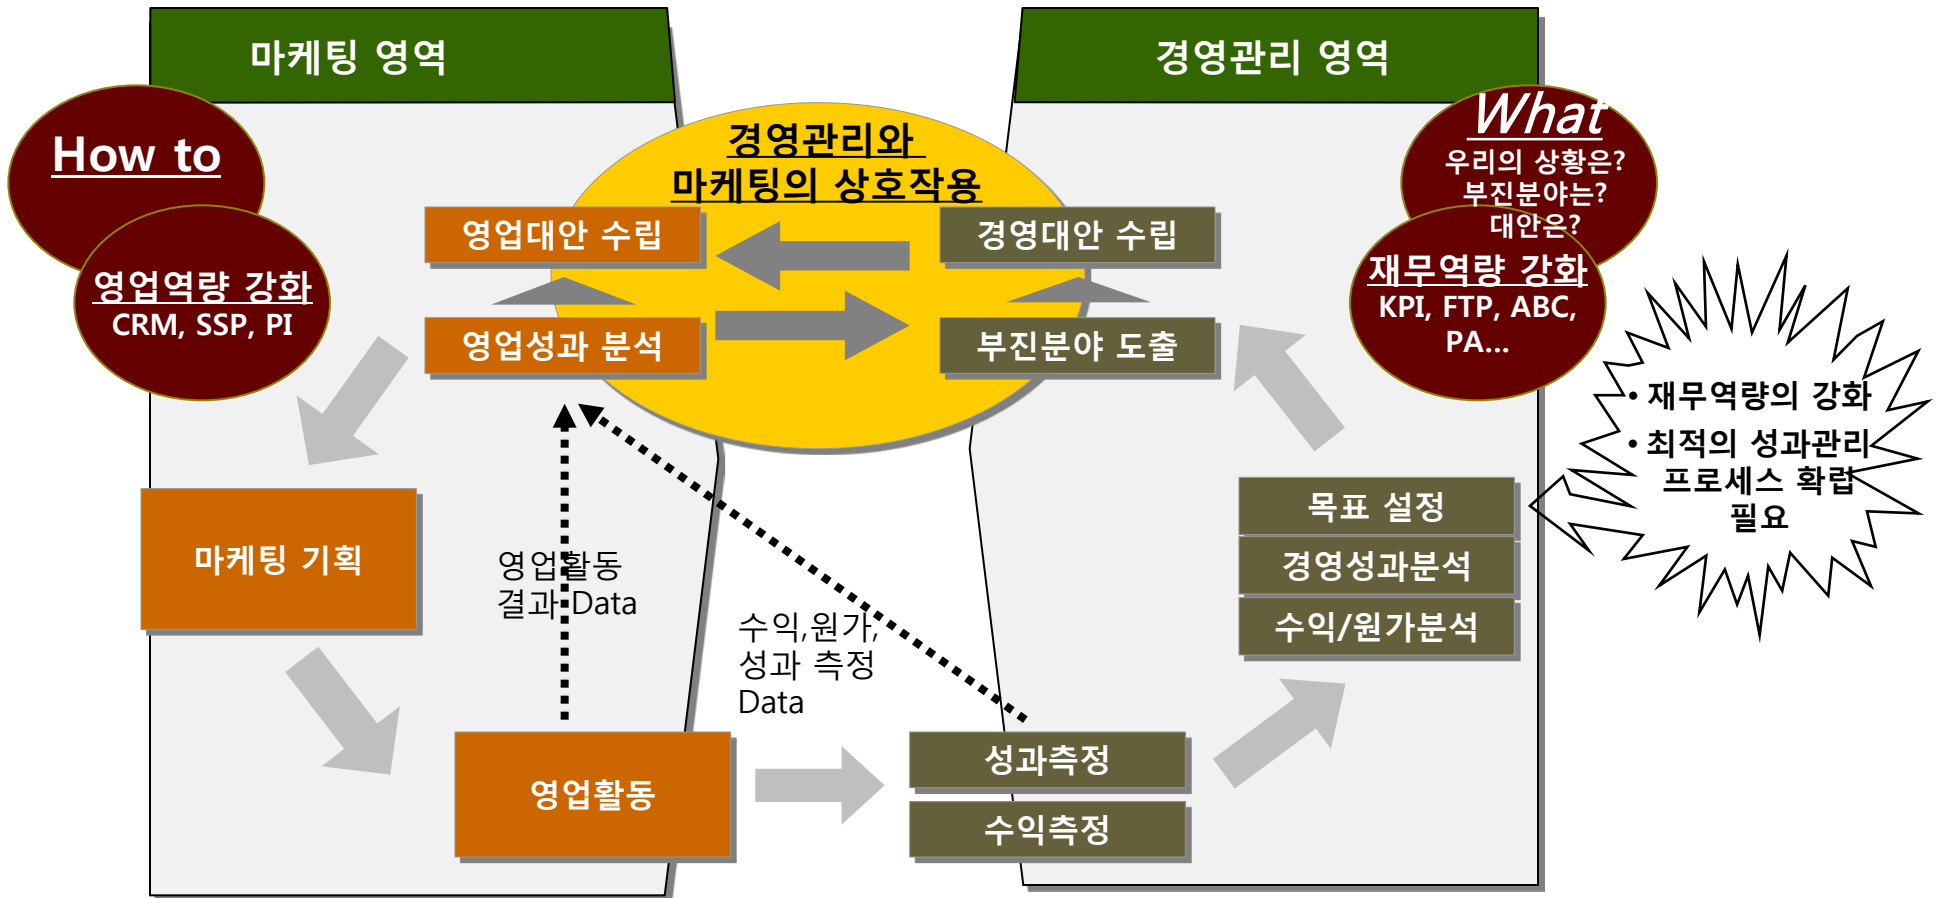 마케팅 영역
경영관리 영역
How to
영업역량 강화
CRM, SSP, PI
경영관리와
마케팅의 상호작용
What
우리의 상황은?
부진분야는?
대안은?
재무역량 강화
KPI, FTP, ABC,
PA...
영업대안 수립
경영대안 수립
영업성과 분석
부진분야 도출
• 재무역량의 강화
• 최적의 성과관리
프로세스 확립
필요
마케팅 기획
목표 설정
경영성과분석
수익/원가분석
영업활동
결과 Data
수익,원가,
성과 측정
Data
영업활동
성과측정
수익측정